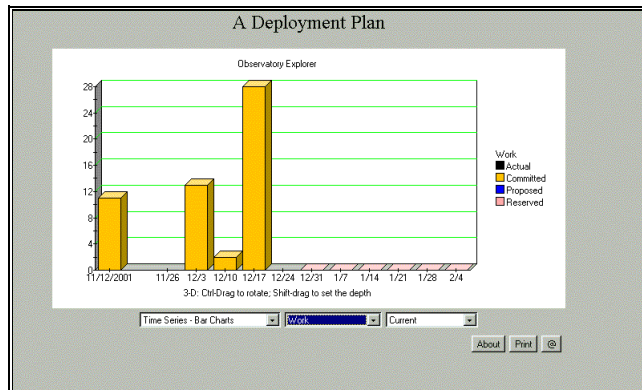 A Deployment Plan
Observatory Explorer
28
24
20
16
12
8
4
0
Work
Actual
Committed
Proposed
Reserved
11/12/2001 11/26 12/3 12/10 12/17 12/24 12/31 1/7 1/14 1/21 1/28 2/4
3-D: Ctrl-Drag to rotate; Shift-drag to set the depth
Time Series - Bar Charts Work Current
About Print @